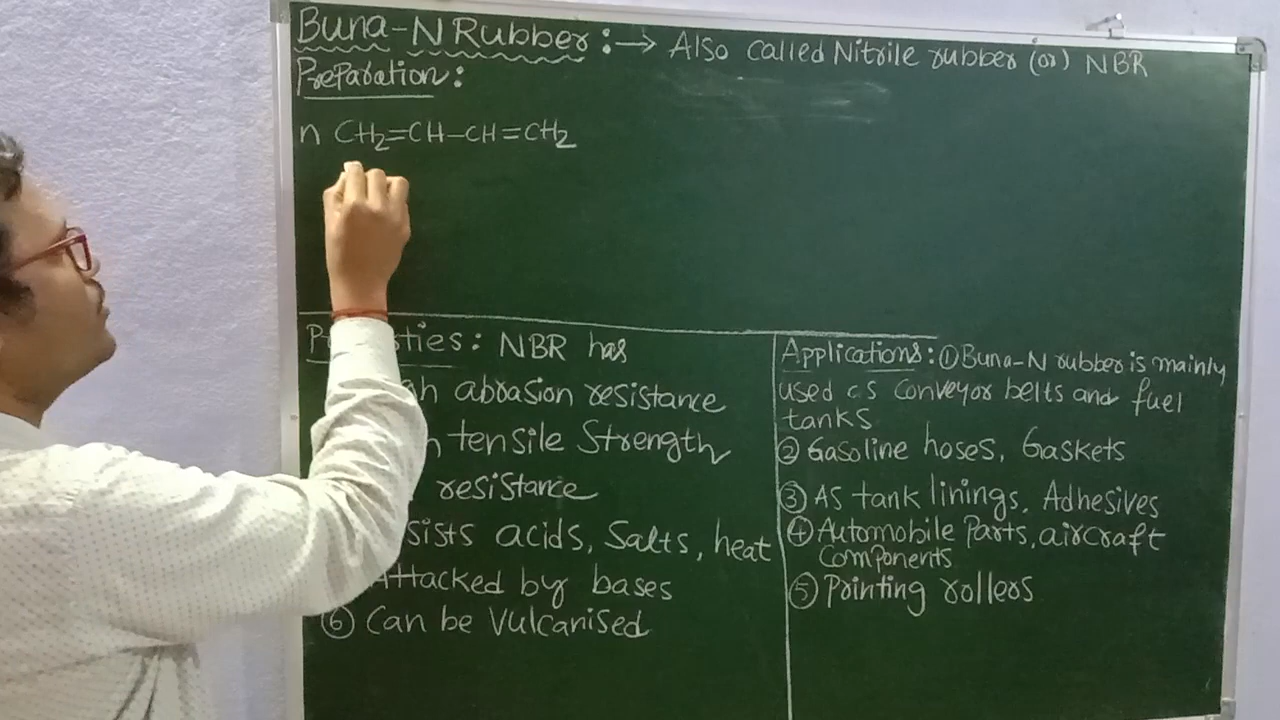 Buna-N Rubber :→ Also called Nitrile rubber (or) NBR
Preparation :
n CH2=CH-CH=CH2
: NBR has
abrasion resistance
tensile Strength
resistance
acids, Salts, heat
Attacked by bases
⑥ Can be Vulcanised
Applications : ① Buna-N rubber is mainly
used as Conveyor belts and fuel
tanks
② Gasoline hoses, Gaskets
③ AS tank linings, Adhesives
④ Automobile Parts, aircraft
Components
⑤ Printing rollers